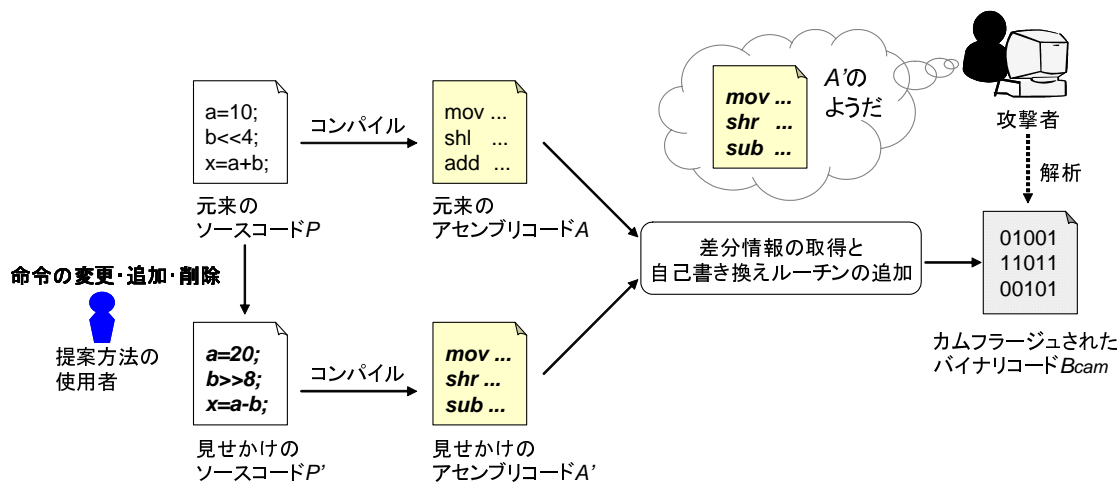 a=10;
b<<4;
x=a+b;
元来の
ソースコードP
コンパイル
mov ...
shl ...
add ...
元来の
アセンブリコードA
命令の変更・追加・削除
提案方法の
使用者
a=20;
b>>8;
x=a-b;
見せかけの
ソースコードP'
コンパイル
mov ...
shr ...
sub ...
見せかけの
アセンブリコードA'
差分情報の取得と
自己書き換えルーチンの追加
mov ...
shr ...
sub ...
A'の
ようだ
攻撃者
解析
01001
11011
00101
カムフラージュされた
バイナリコードBcam